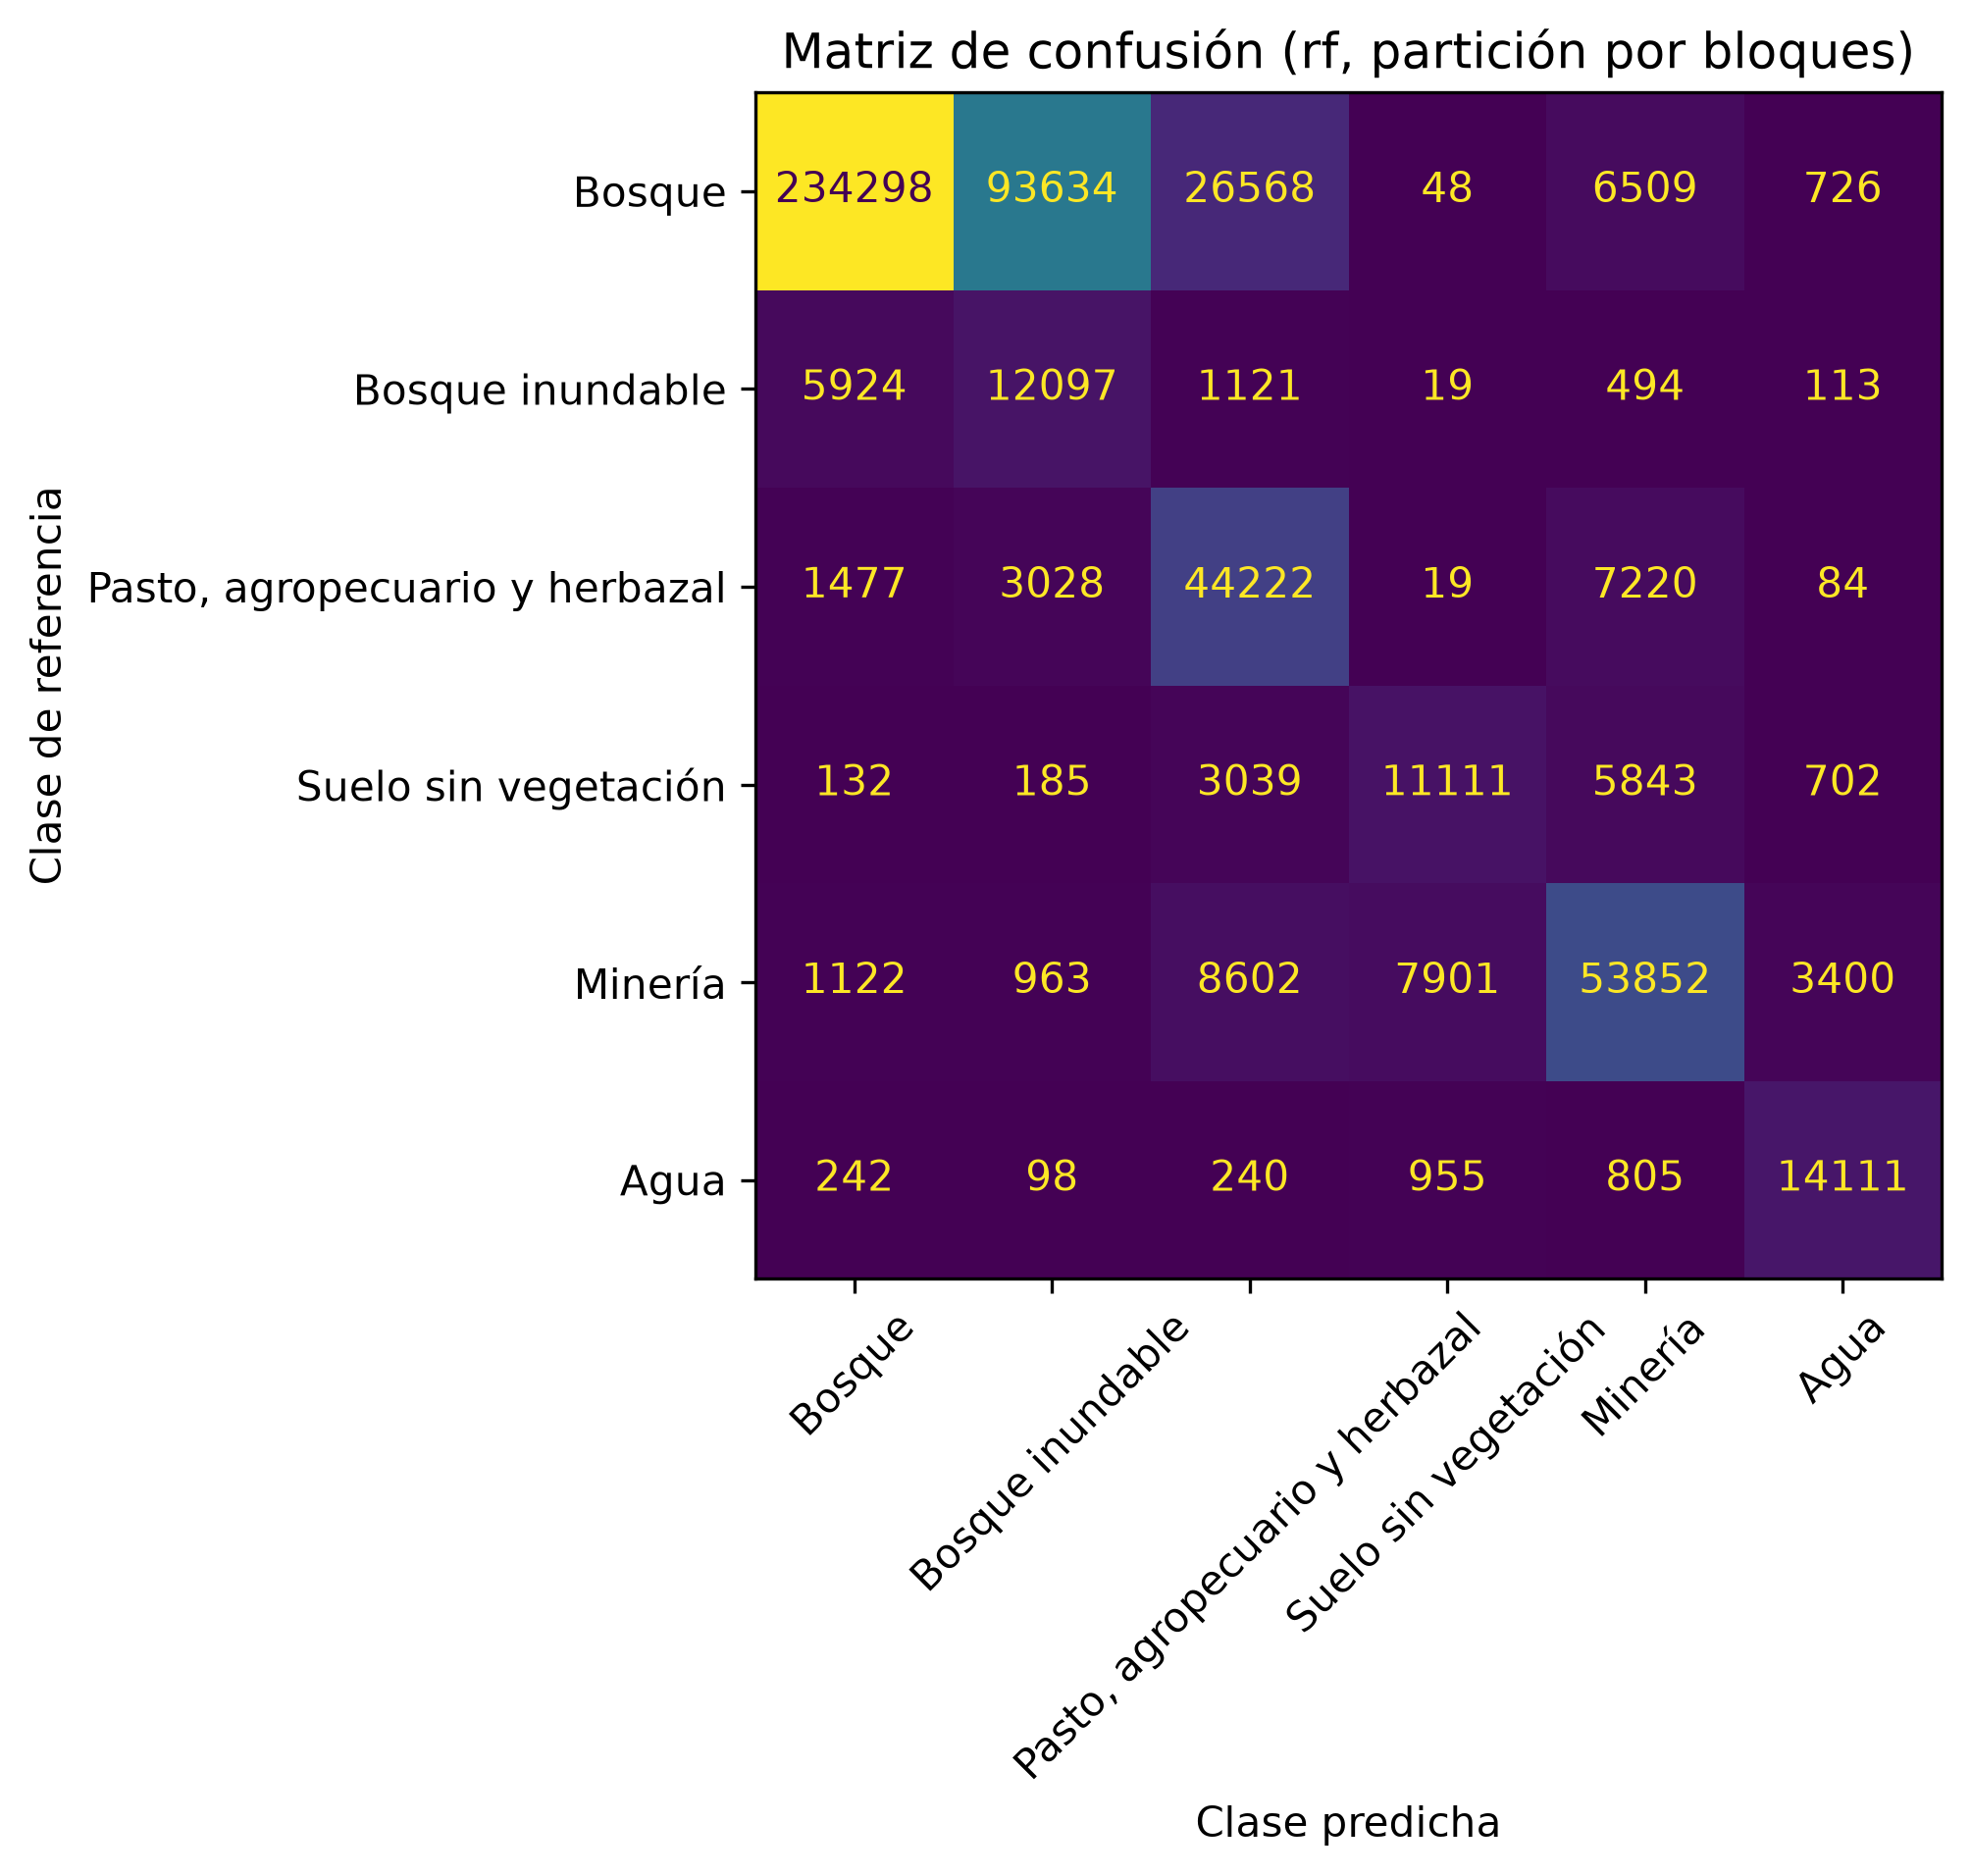 Matriz de confusión (rf, partición por bloques)
Clase de referencia
Bosque 234298 93634 26568 48 6509 726
Bosque inundable 5924 12097 1121 19 494 113
Pasto, agropecuario y herbazal 1477 3028 44222 19 7220 84
Suelo sin vegetación 132 185 3039 11111 5843 702
Minería 1122 963 8602 7901 53852 3400
Agua 242 98 240 955 805 14111
Bosque
Bosque inundable
Pasto, agropecuario y herbazal
Suelo sin vegetación
Minería
Agua
Clase predicha